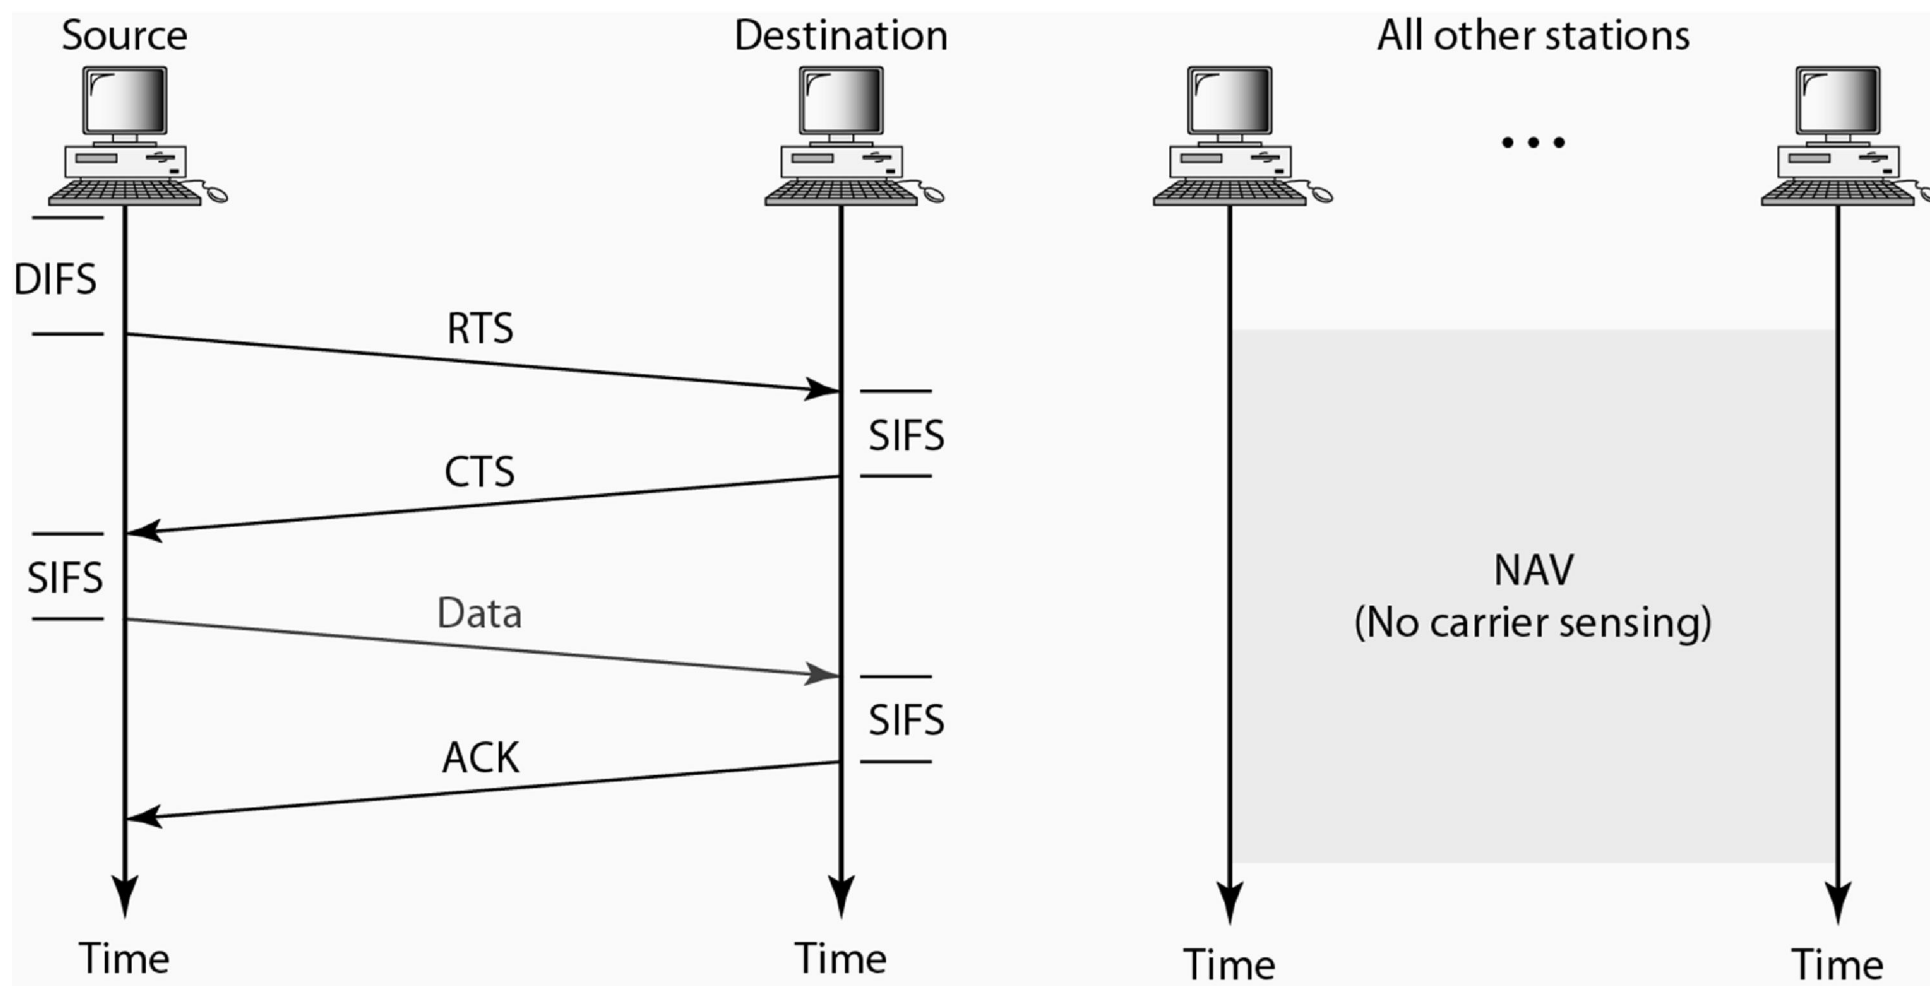 Source
Destination
All other stations
DIFS
RTS
SIFS
CTS
SIFS
Data
SIFS
ACK
NAV
(No carrier sensing)
Time
Time
Time
Time